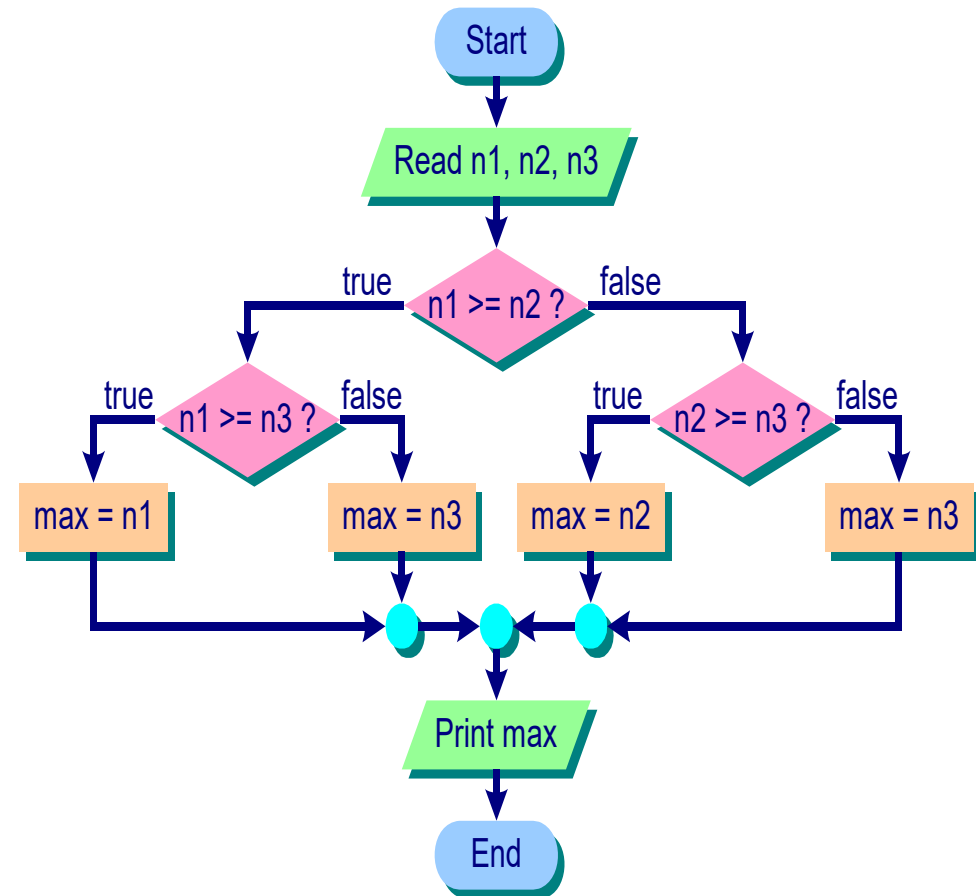 Start
Read n1, n2, n3
n1 >= n2 ?
true
false
n1 >= n3 ?
true
false
n2 >= n3 ?
true
false
max = n1
max = n3
max = n2
max = n3
Print max
End